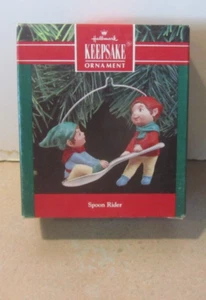 Hallmark
KEEPSAKE
ORNAMENT
Spoon Rider